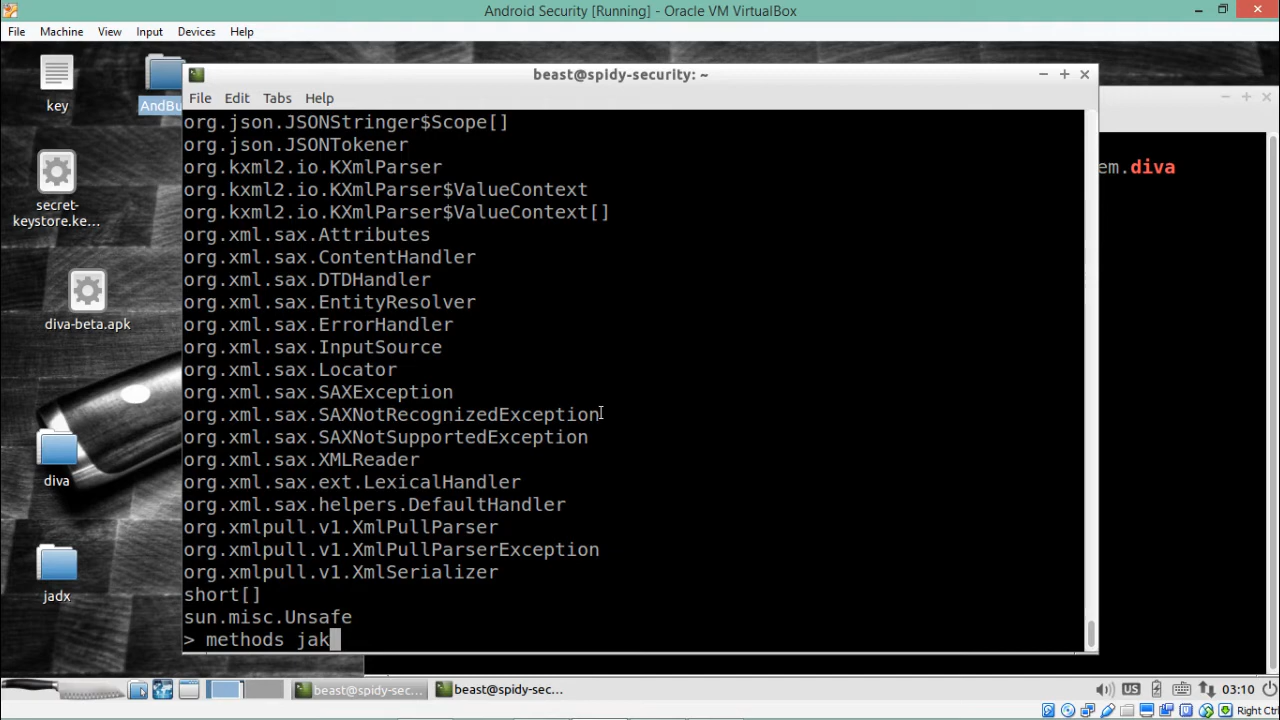 Android Security [Running] - Oracle VM VirtualBox
File Machine View Input Devices Help
key
AndBu
secret-
keystore.ke...
diva-beta.apk
diva
jadx
beast@spidy-security: ~
File Edit Tabs Help
org.json.JSONStringer$Scope[]
org.json.JSONTokener
org.kxml2.io.KXmlParser
org.kxml2.io.KXmlParser$ValueContext
org.kxml2.io.KXmlParser$ValueContext[]
org.xml.sax.Attributes
org.xml.sax.ContentHandler
org.xml.sax.DTDHandler
org.xml.sax.EntityResolver
org.xml.sax.ErrorHandler
org.xml.sax.InputSource
org.xml.sax.Locator
org.xml.sax.SAXException
org.xml.sax.SAXNotRecognizedException
org.xml.sax.SAXNotSupportedException
org.xml.sax.XMLReader
org.xml.sax.ext.LexicalHandler
org.xml.sax.helpers.DefaultHandler
org.xmlpull.v1.XmlPullParser
org.xmlpull.v1.XmlPullParserException
org.xmlpull.v1.XmlSerializer
short[]
sun.misc.Unsafe
> methods jak
em.diva
beast@spidy-sec... beast@spidy-sec... US 03:10
Right Ctrl